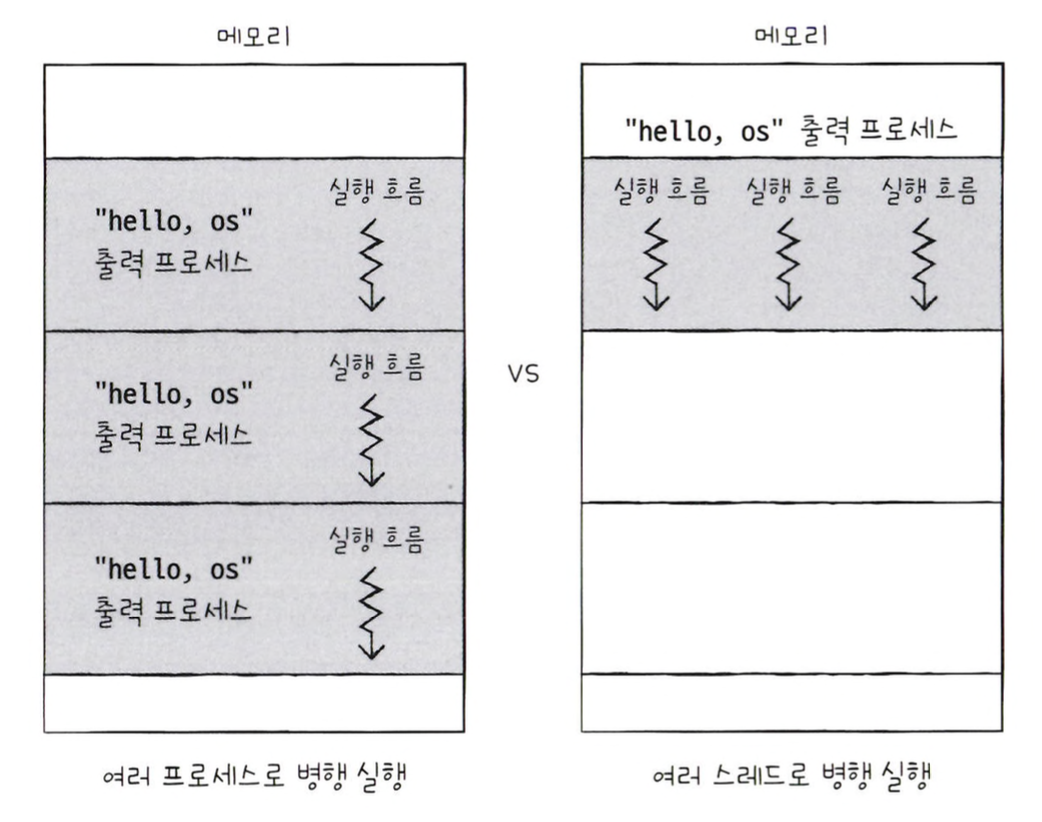 메모리
"hello, os"
출력 프로세스
실행 흐름
"hello, os"
출력 프로세스
실행 흐름
"hello, os"
출력 프로세스
실행 흐름
여러 프로세스로 병행 실행
vs
메모리
"hello, os" 출력 프로세스
실행 흐름 실행 흐름 실행 흐름
여러 스레드로 병행 실행